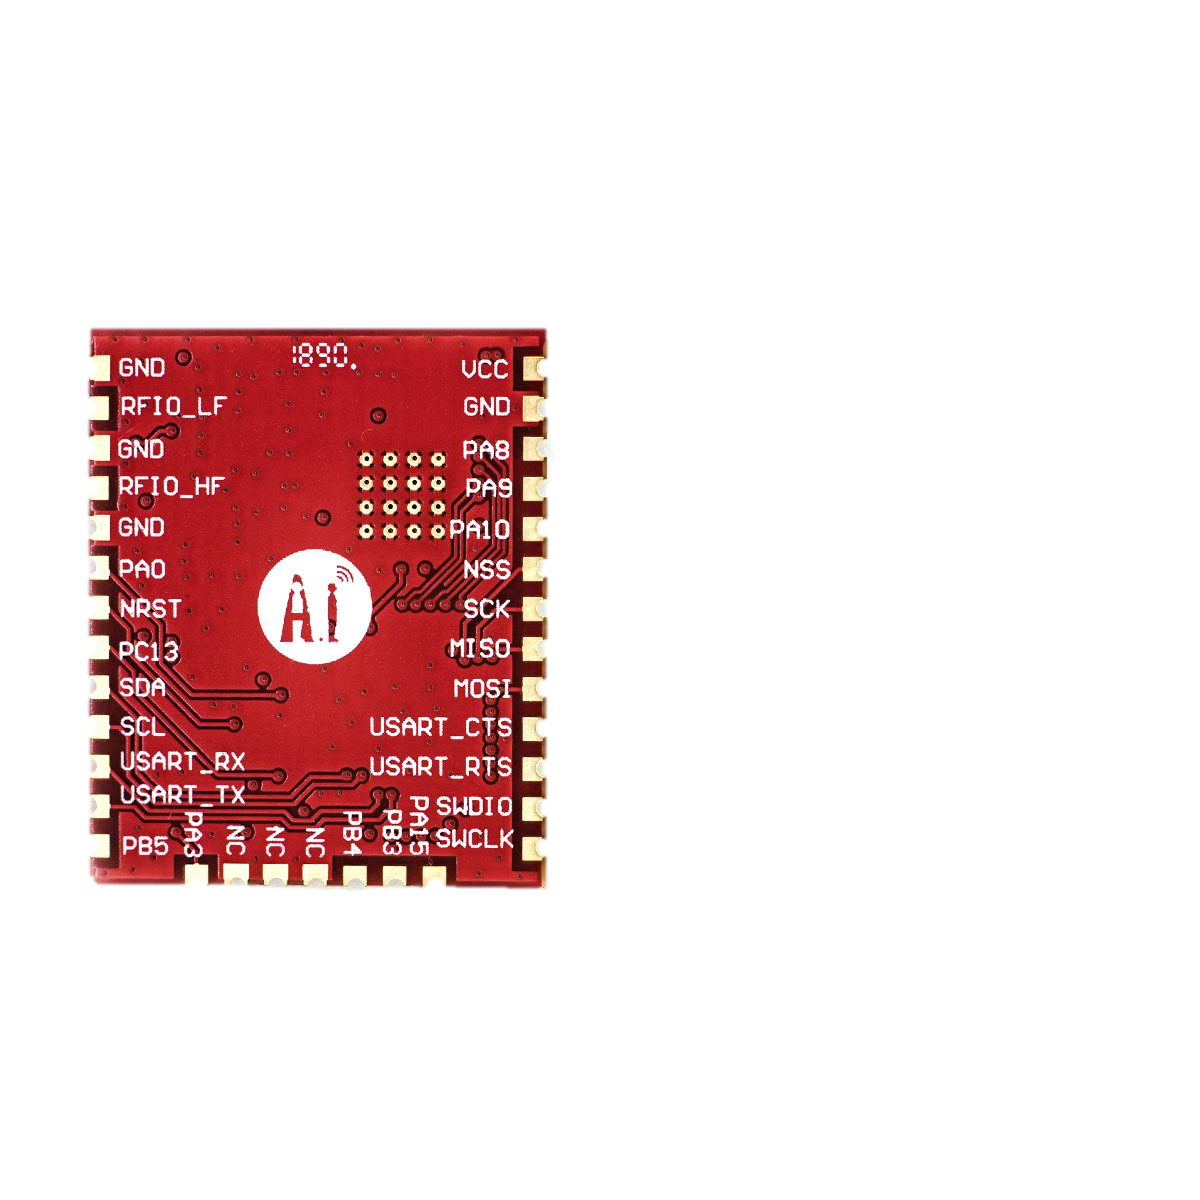 1890.
GND
RFIO_LF
GND
RFIO_HF
GND
PA0
NRST
PC13
SDA
SCL
USART_RX
USART_TX
PB5
PA3
NC
NC
NC
PB4
PB3
PA15
VCC
GND
PA8
PA9
PA10
NSS
SCK
MISO
MOSI
USART_CTS
USART_RTS
SWDIO
SWCLK
A.i